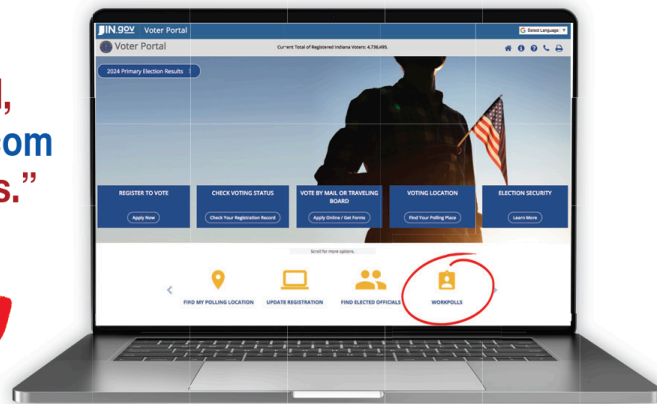 IN.gov Voter Portal
Select Language
Voter Portal
Current Total of Registered Indiana Voters: 4,736,695.
2024 Primary Election Results
com
s.”
REGISTER TO VOTE
CHECK VOTING STATUS
VOTE BY MAIL OR TRAVELING
BOARD
VOTING LOCATION
ELECTION SECURITY
Apply Now
Check Your Registration Record
Apply Online / Get Forms
Find Your Polling Place
Learn More
Scroll for more options.
FIND MY POLLING LOCATION
UPDATE REGISTRATION
FIND ELECTED OFFICIALS
WORKPOLLS